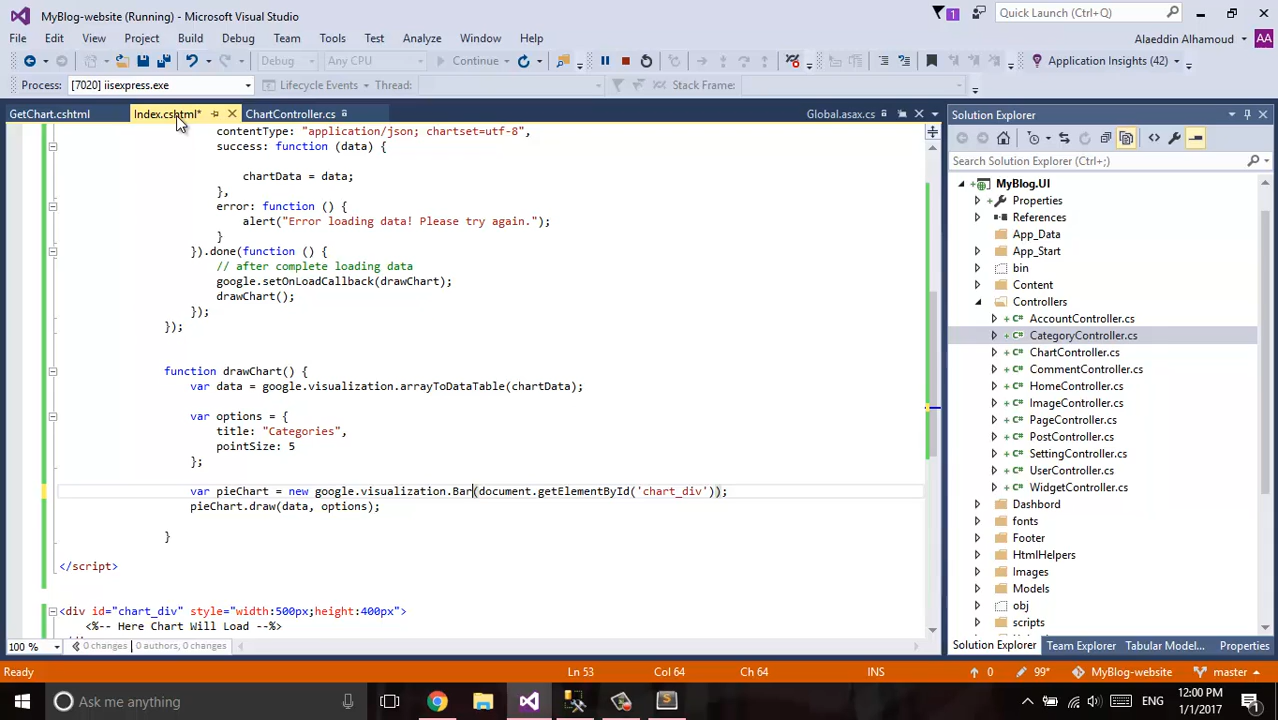 MyBlog-website (Running) - Microsoft Visual Studio
1
Quick Launch (Ctrl+Q)
File Edit View Project Build Debug Team Tools Test Analyze Window Help
Alaeddin Alhamoud AA
Debug Any CPU Continue Application Insights (42)
Process: [7020] iisexpress.exe Lifecycle Events Thread: Stack Frame:
GetChart.cshtml Index.cshtml* ChartController.cs Global.asax.cs
contentType: "application/json; chartset=utf-8",
success: function (data) {
chartData = data;
},
error: function () {
alert("Error loading data! Please try again.");
}
}).done(function () {
// after complete loading data
google.setOnLoadCallback(drawChart);
drawChart();
});
});
function drawChart() {
var data = google.visualization.arrayToDataTable(chartData);
var options = {
title: "Categories",
pointSize: 5
};
var pieChart = new google.visualization.Bar(document.getElementById('chart_div'));
pieChart.draw(data, options);
}
</script>
<div id="chart_div" style="width:500px;height:400px">
<%-- Here Chart Will Load --%>
100 % 0 changes | 0 authors, 0 changes
Solution Explorer
Search Solution Explorer (Ctrl+;)
MyBlog.UI
Properties
References
App_Data
App_Start
bin
Content
Controllers
C# AccountController.cs
C# CategoryController.cs
C# ChartController.cs
C# CommentController.cs
C# HomeController.cs
C# ImageController.cs
C# PageController.cs
C# PostController.cs
C# SettingController.cs
C# UserController.cs
C# WidgetController.cs
Dashbord
fonts
Footer
HtmlHelpers
Images
Models
obj
scripts
Solution Explorer Team Explorer Tabular Model... Properties
Ready Ln 53 Col 64 Ch 64 INS 0 99* MyBlog-website master
Ask me anything
ENG
12:00 PM
1/1/2017
1